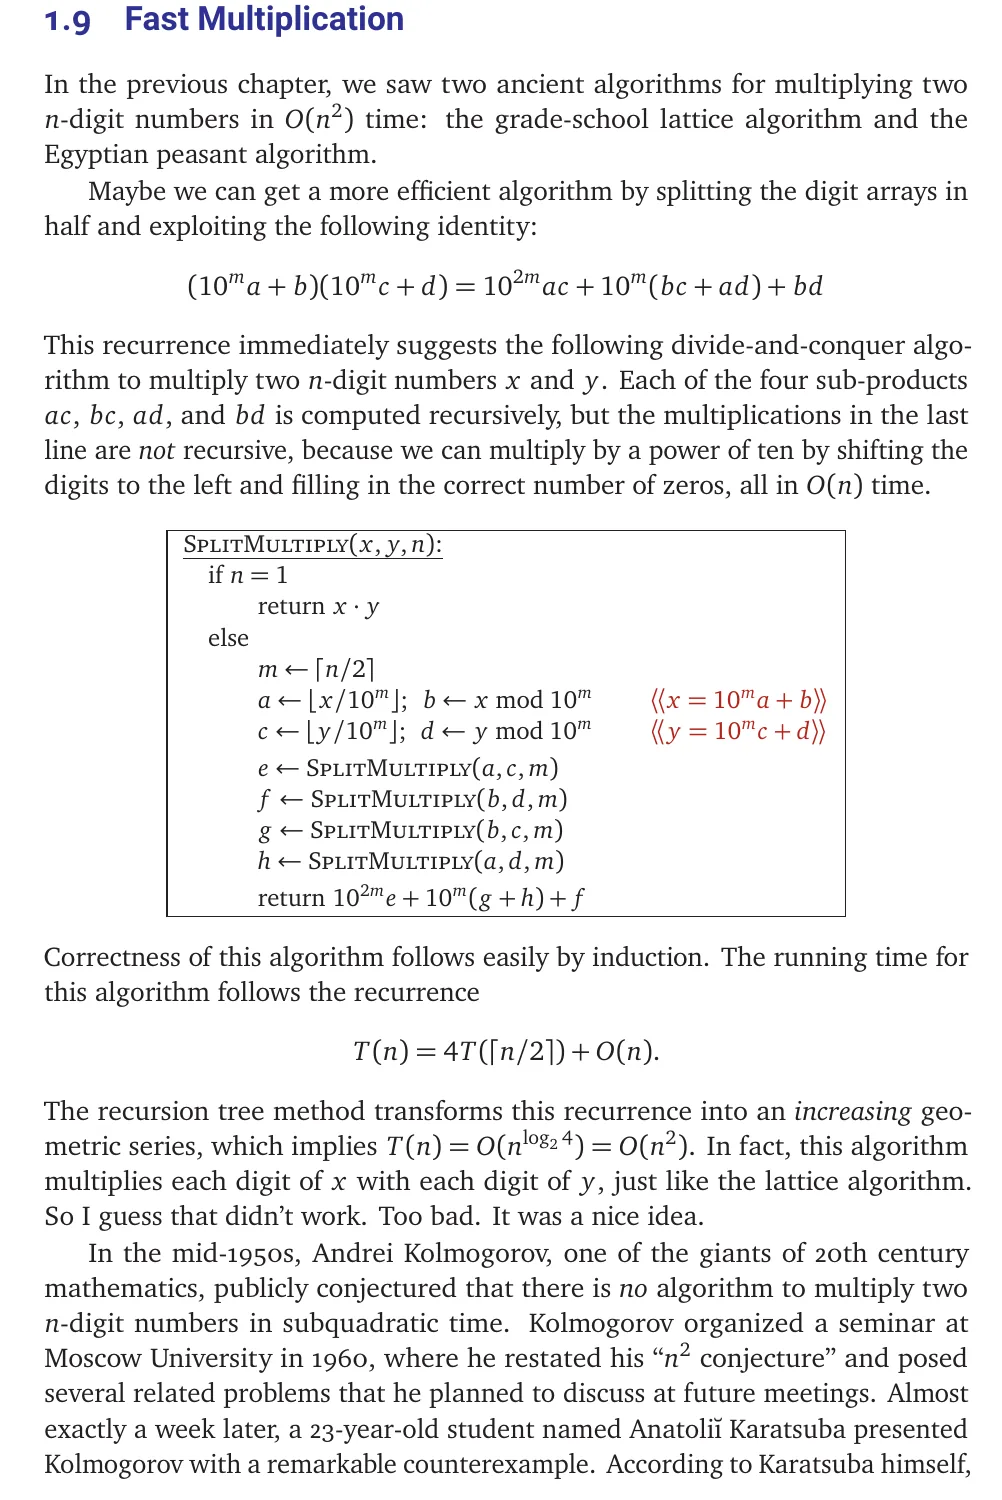 1.9 Fast Multiplication
In the previous chapter, we saw two ancient algorithms for multiplying two
n-digit numbers in O(n²) time: the grade-school lattice algorithm and the
Egyptian peasant algorithm.
Maybe we can get a more efficient algorithm by splitting the digit arrays in
half and exploiting the following identity:
(10^m a + b)(10^m c + d) = 10^{2m} ac + 10^m (bc + ad) + bd
This recurrence immediately suggests the following divide-and-conquer algo-
rithm to multiply two n-digit numbers x and y. Each of the four sub-products
ac, bc, ad, and bd is computed recursively, but the multiplications in the last
line are not recursive, because we can multiply by a power of ten by shifting the
digits to the left and filling in the correct number of zeros, all in O(n) time.
SplitMultiply(x, y, n):
if n = 1
return x · y
else
m ← ⌈n/2⌉
a ← ⌊x/10^m⌋; b ← x mod 10^m ⟨⟨x = 10^m a + b⟩⟩
c ← ⌊y/10^m⌋; d ← y mod 10^m ⟨⟨y = 10^m c + d⟩⟩
e ← SplitMultiply(a, c, m)
f ← SplitMultiply(b, d, m)
g ← SplitMultiply(b, c, m)
h ← SplitMultiply(a, d, m)
return 10^{2m} e + 10^m (g + h) + f
Correctness of this algorithm follows easily by induction. The running time for
this algorithm follows the recurrence
T(n) = 4T(⌈n/2⌉) + O(n).
The recursion tree method transforms this recurrence into an increasing geo-
metric series, which implies T(n) = O(n^{log₂ 4}) = O(n²). In fact, this algorithm
multiplies each digit of x with each digit of y, just like the lattice algorithm.
So I guess that didn't work. Too bad. It was a nice idea.
In the mid-1950s, Andrei Kolmogorov, one of the giants of 20th century
mathematics, publicly conjectured that there is no algorithm to multiply two
n-digit numbers in subquadratic time. Kolmogorov organized a seminar at
Moscow University in 1960, where he restated his “n² conjecture” and posed
several related problems that he planned to discuss at future meetings. Almost
exactly a week later, a 23-year-old student named Anatoliĭ Karatsuba presented
Kolmogorov with a remarkable counterexample. According to Karatsuba himself,